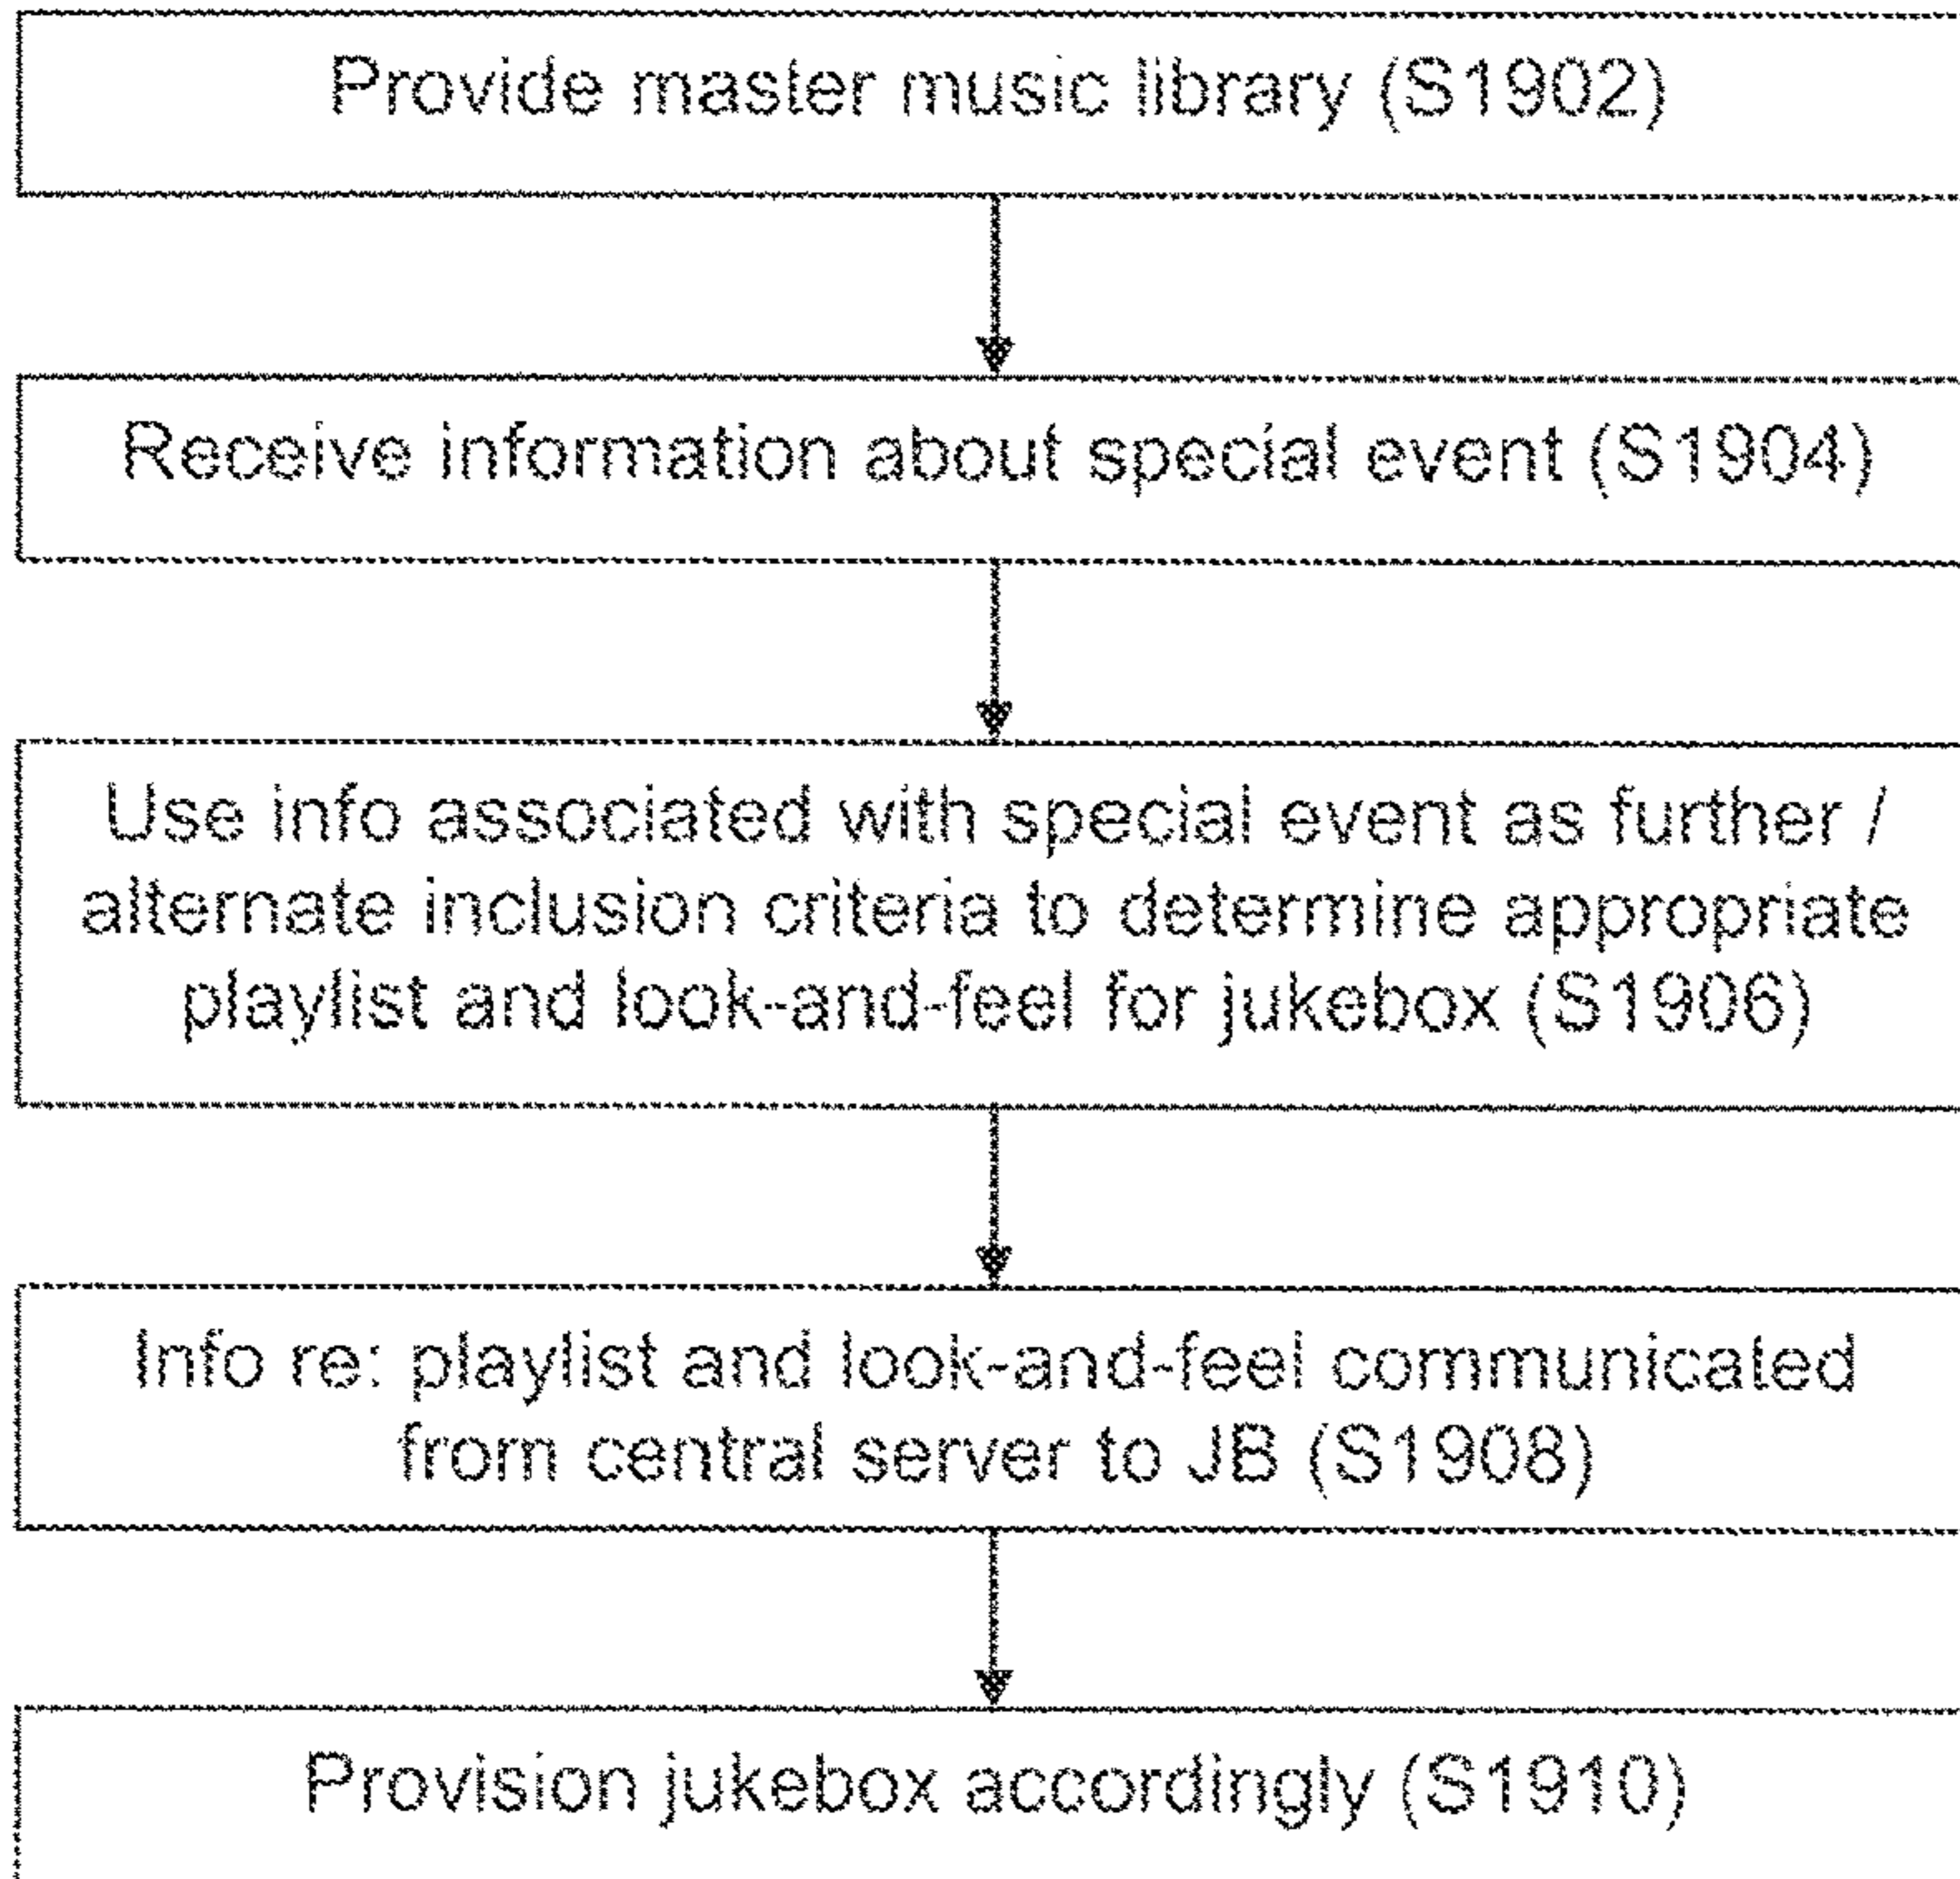 Provide master music library (S1902)
Receive information about special event (S1904)
Use info associated with special event as further /
alternate inclusion criteria to determine appropriate
playlist and look-and-feel for jukebox (S1906)
Info re: playlist and look-and-feel communicated
from central server to JB (S1908)
Provision jukebox accordingly (S1910)